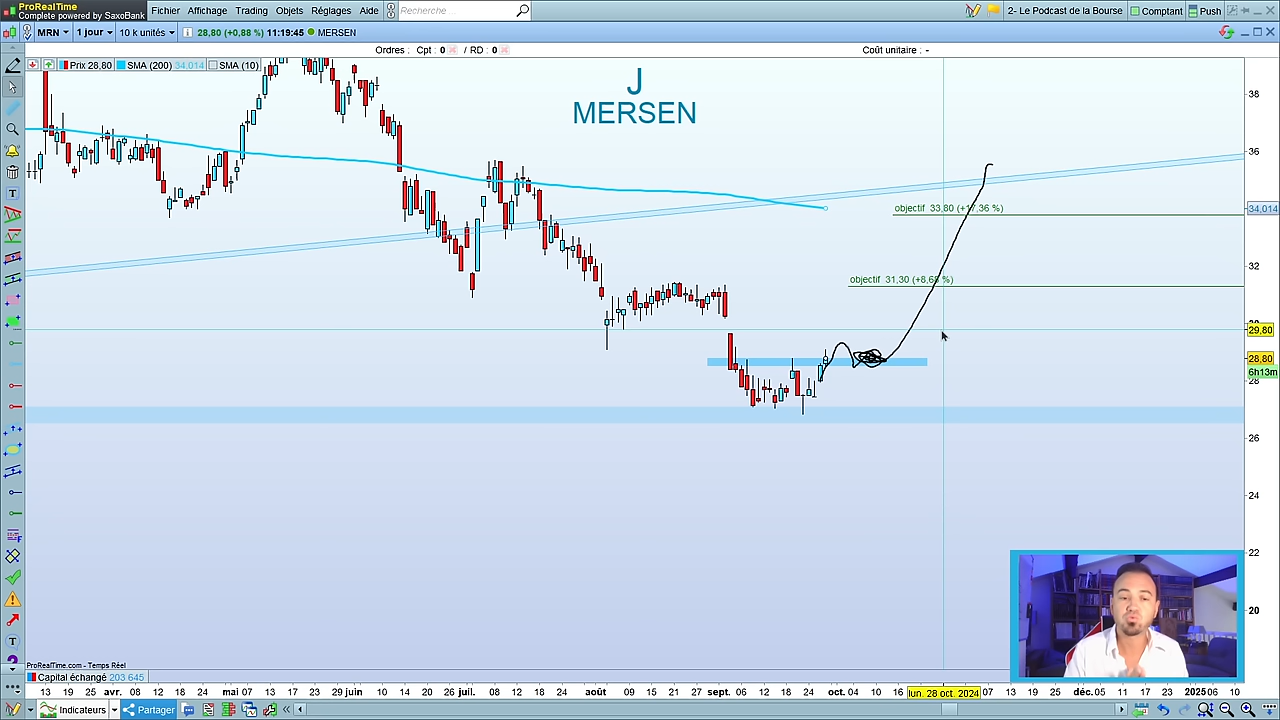 ProRealTime
Complete powered by SaxoBank
Fichier Affichage Trading Ordres Réglages Aide Recherche 2- Le Podcast de la Bourse Comptant Push
MRN 1 jour 10 k unités 28,80 (+0,88 %) 11:19:45 MERSEN
Ordres : Cpt : 0 / RD : 0 Coût unitaire : -
Prix 28,80 SMA (200) 34,014 SMA (10)
J
MERSEN
38
36
objectif 33,80 (+17,36 %)
34,014
32
objectif 31,30 (+8,68 %)
29,80
28,80
6h13m
28
26
24
22
20
ProRealTime.com - Temps Réel
Capital échangé 203 645
13 19 25 avr. 09 12 18 24 mai 07 13 17 23 29 juin 14 20 26 juil. 08 12 18 24 août 09 15 21 27 sept. 06 12 18 24 oct. 04 10 16 lun. 28 oct. 2024 07 13 19 25 déc. 05 11 17 23 2025 06 10
Indicateurs Partager